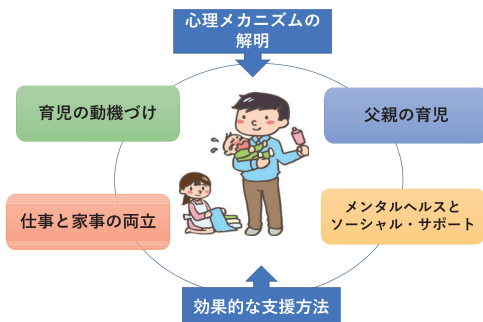 心理メカニズムの
解明
育児の動機づけ
父親の育児
仕事と家事の両立
メンタルヘルスと
ソーシャル・サポート
効果的な支援方法